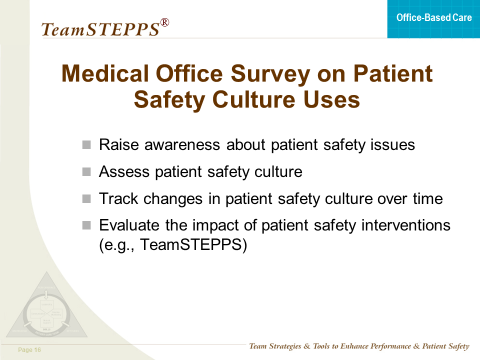 Office-Based Care
TeamSTEPPS®
Medical Office Survey on Patient
Safety Culture Uses
Raise awareness about patient safety issues
Assess patient safety culture
Track changes in patient safety culture over time
Evaluate the impact of patient safety interventions
(e.g., TeamSTEPPS)
Page 16
Team Strategies & Tools to Enhance Performance & Patient Safety